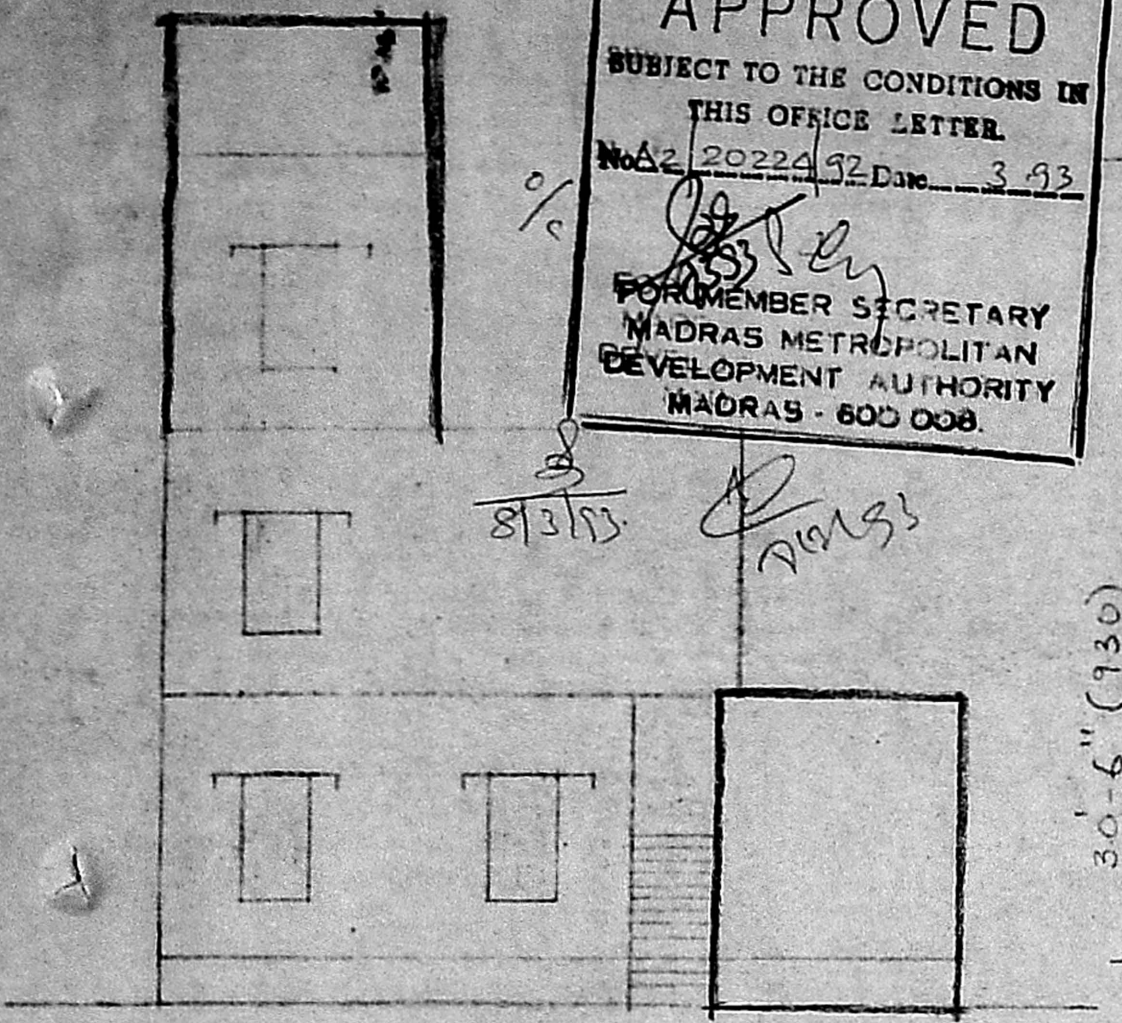 APPROVED
SUBJECT TO THE CONDITIONS IN
THIS OFFICE LETTER.
No A2/20224/92 Date 3.93
FOR MEMBER SECRETARY
MADRAS METROPOLITAN
DEVELOPMENT AUTHORITY
MADRAS - 600 008.
O/C
8/3/93.
30'-6" (930)